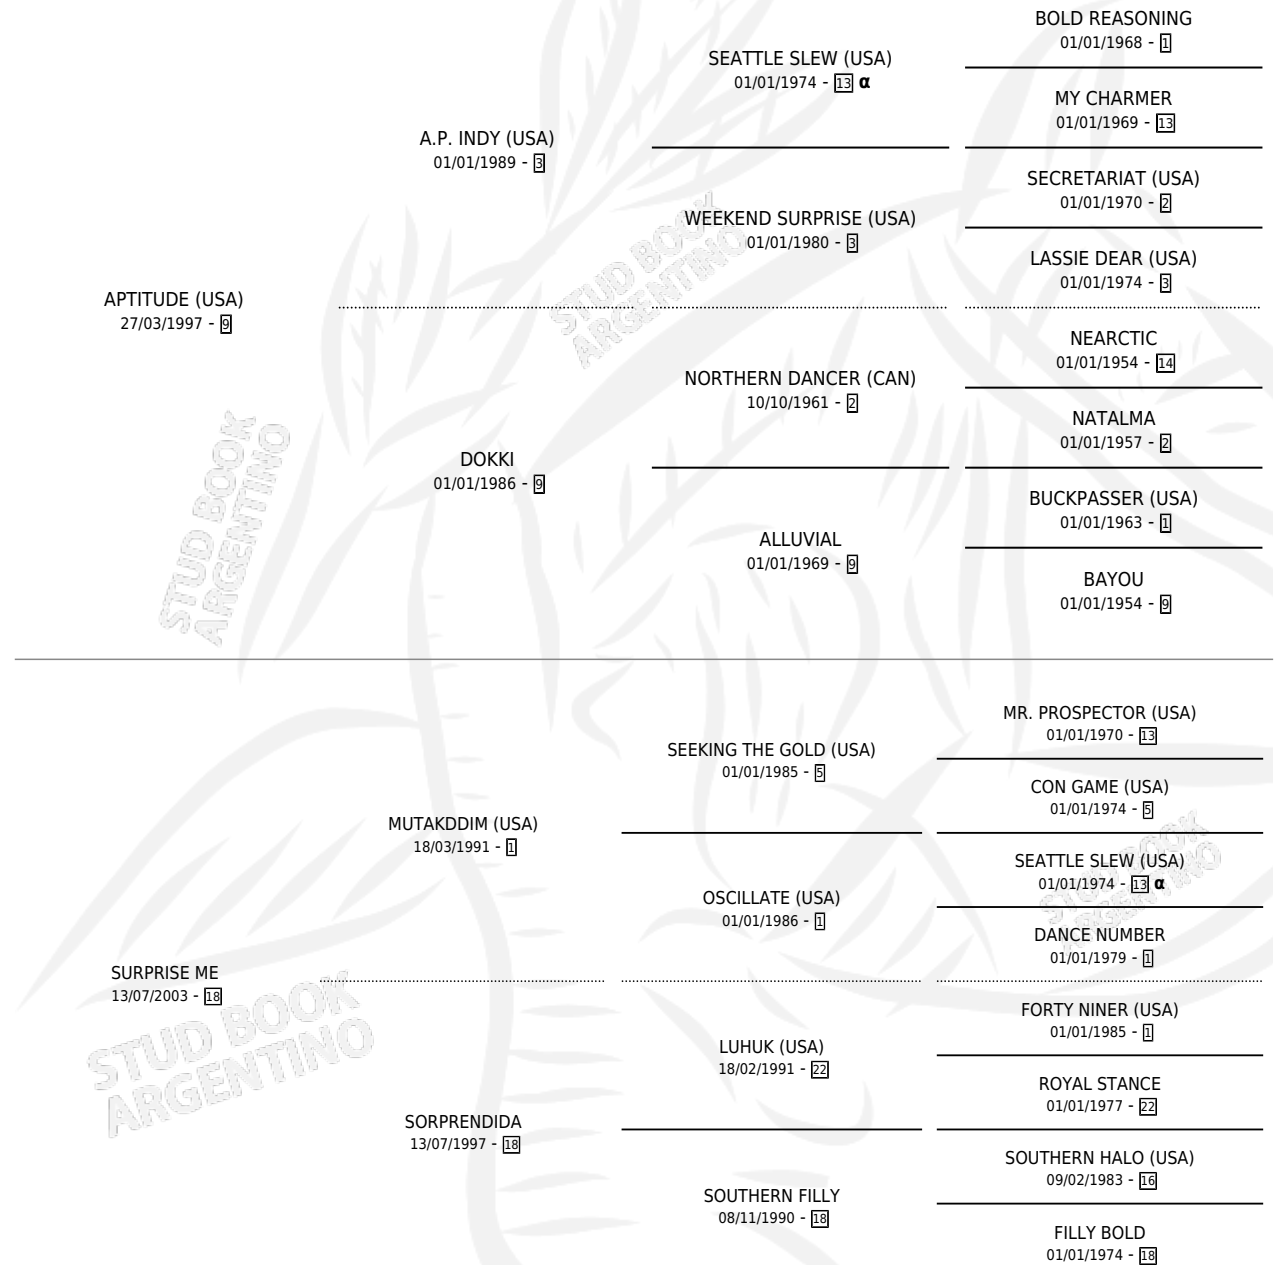 BOLD REASONING
01/01/1968 - 1
SEATTLE SLEW (USA)
01/01/1974 - 13 α
MY CHARMER
01/01/1969 - 13
A.P. INDY (USA)
01/01/1989 - 3
SECRETARIAT (USA)
01/01/1970 - 2
WEEKEND SURPRISE (USA)
01/01/1980 - 3
LASSIE DEAR (USA)
01/01/1974 - 3
STUD BOOK
ARGENTINO
APTITUDE (USA)
27/03/1997 - 9
NEARCTIC
01/01/1954 - 14
NORTHERN DANCER (CAN)
10/10/1961 - 2
NATALMA
01/01/1957 - 2
DOKKI
01/01/1986 - 9
BUCKPASSER (USA)
01/01/1963 - 1
ALLUVIAL
01/01/1969 - 9
BAYOU
01/01/1954 - 9
STUD BOOK
ARGENTINO
MR. PROSPECTOR (USA)
01/01/1970 - 13
SEEKING THE GOLD (USA)
01/01/1985 - 5
CON GAME (USA)
01/01/1974 - 5
MUTAKDDIM (USA)
18/03/1991 - 1
SEATTLE SLEW (USA)
01/01/1974 - 13 α
OSCILLATE (USA)
01/01/1986 - 1
DANCE NUMBER
01/01/1979 - 1
STUD BOOK
ARGENTINO
SURPRISE ME
13/07/2003 - 18
FORTY NINER (USA)
01/01/1985 - 1
LUHUK (USA)
18/02/1991 - 22
ROYAL STANCE
01/01/1977 - 22
STUD BOOK
ARGENTINO
SORPRENDIDA
13/07/1997 - 18
SOUTHERN HALO (USA)
09/02/1983 - 16
SOUTHERN FILLY
08/11/1990 - 18
FILLY BOLD
01/01/1974 - 18